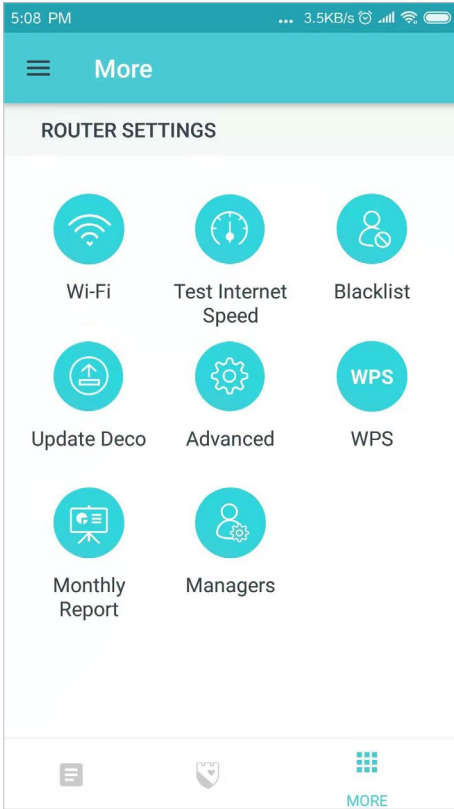 5:08 PM
... 3.5KB/s
More
ROUTER SETTINGS
Wi-Fi
Test Internet
Speed
Blacklist
Update Deco
Advanced
WPS
WPS
Monthly
Report
Managers
MORE